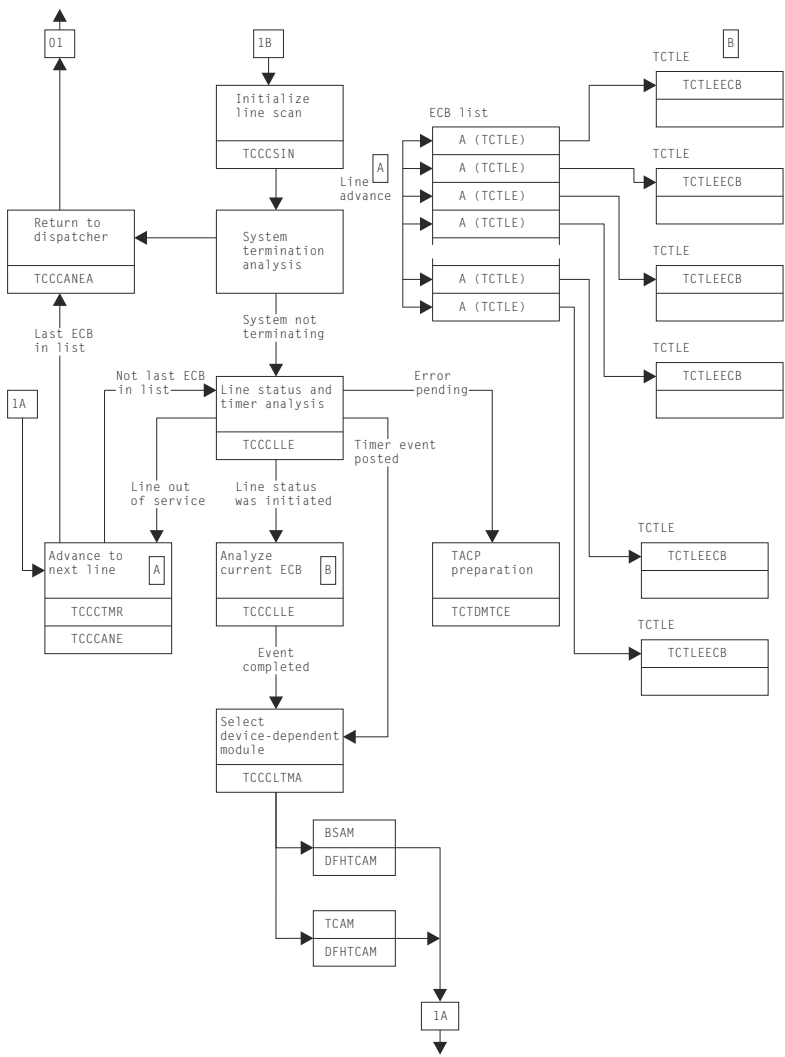 01
1B
Initialize
line scan
TCCCSIN
Return to
dispatcher
TCCCANEA
System
termination
analysis
Last ECB
in list
System not
terminating
Not last ECB
in list
Line status and
timer analysis
TCCCLLE
Error
pending
Timer event
posted
1A
Line out
of service
Line status
was initiated
Advance to
next line
A
TCCCTMR
TCCCANE
Analyze
current ECB
B
TCCCLLE
TACP
preparation
TCTDMTCE
Event
completed
Select
device-dependent
module
TCCCLTMA
BSAM
DFHTCAM
TCAM
DFHTCAM
1A
ECB list
A
Line
advance
A (TCTLE)
A (TCTLE)
A (TCTLE)
A (TCTLE)
A (TCTLE)
A (TCTLE)
B
TCTLE
TCTLEECB
TCTLE
TCTLEECB
TCTLE
TCTLEECB
TCTLE
TCTLEECB
TCTLE
TCTLEECB
TCTLE
TCTLEECB